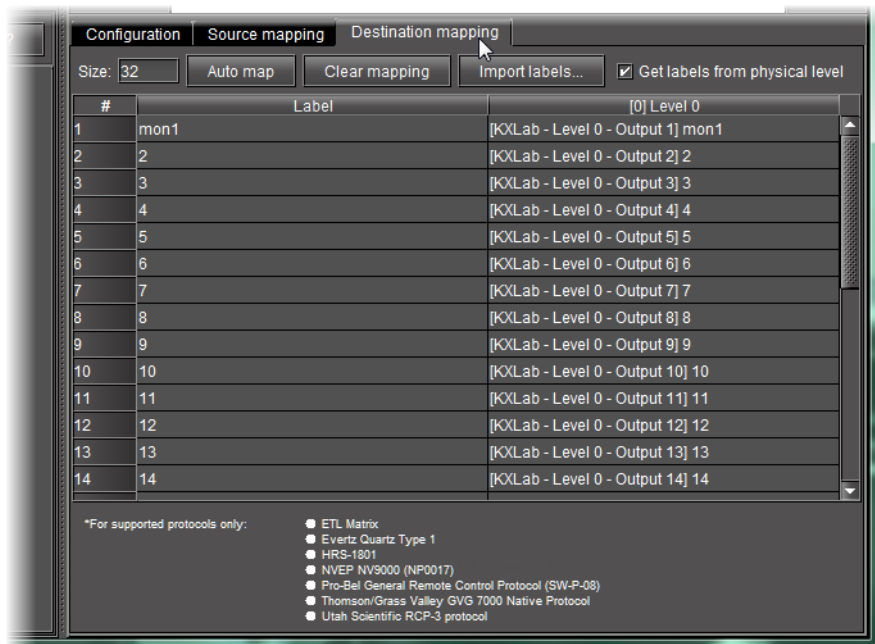 ?
Configuration Source mapping Destination mapping
Size: 32 Auto map Clear mapping Import labels... Get labels from physical level
# Label [0] Level 0
1 mon1 [KXLab - Level 0 - Output 1] mon1
2 2 [KXLab - Level 0 - Output 2] 2
3 3 [KXLab - Level 0 - Output 3] 3
4 4 [KXLab - Level 0 - Output 4] 4
5 5 [KXLab - Level 0 - Output 5] 5
6 6 [KXLab - Level 0 - Output 6] 6
7 7 [KXLab - Level 0 - Output 7] 7
8 8 [KXLab - Level 0 - Output 8] 8
9 9 [KXLab - Level 0 - Output 9] 9
10 10 [KXLab - Level 0 - Output 10] 10
11 11 [KXLab - Level 0 - Output 11] 11
12 12 [KXLab - Level 0 - Output 12] 12
13 13 [KXLab - Level 0 - Output 13] 13
14 14 [KXLab - Level 0 - Output 14] 14
*For supported protocols only:
ETL Matrix
Evertz Quartz Type 1
HRS-1801
NVEP NV9000 (NP0017)
Pro-Bel General Remote Control Protocol (SW-P-08)
Thomson/Grass Valley GVG 7000 Native Protocol
Utah Scientific RCP-3 protocol